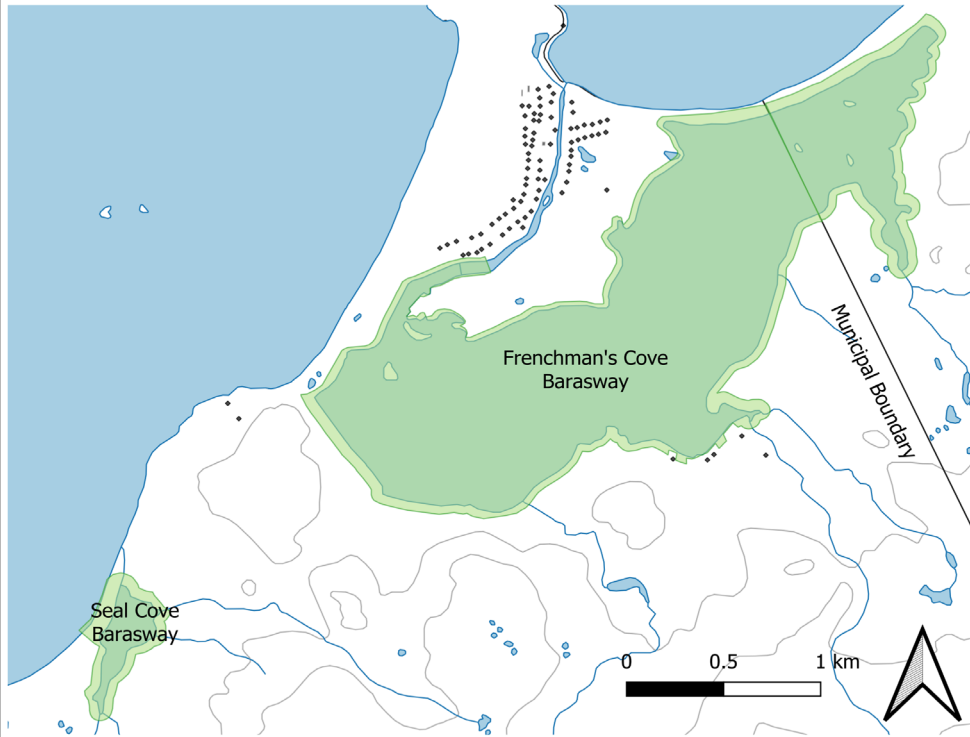 Frenchman's Cove
Barasway
Municipal Boundary
Seal Cove
Barasway
0 0.5 1 km